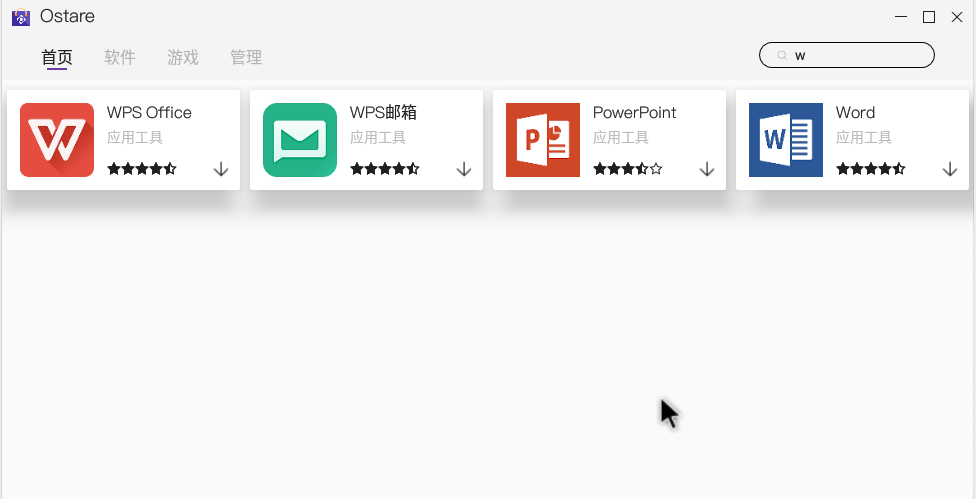 Ostare
首页 软件 游戏 管理
w
WPS Office
应用工具
WPS邮箱
应用工具
PowerPoint
应用工具
Word
应用工具